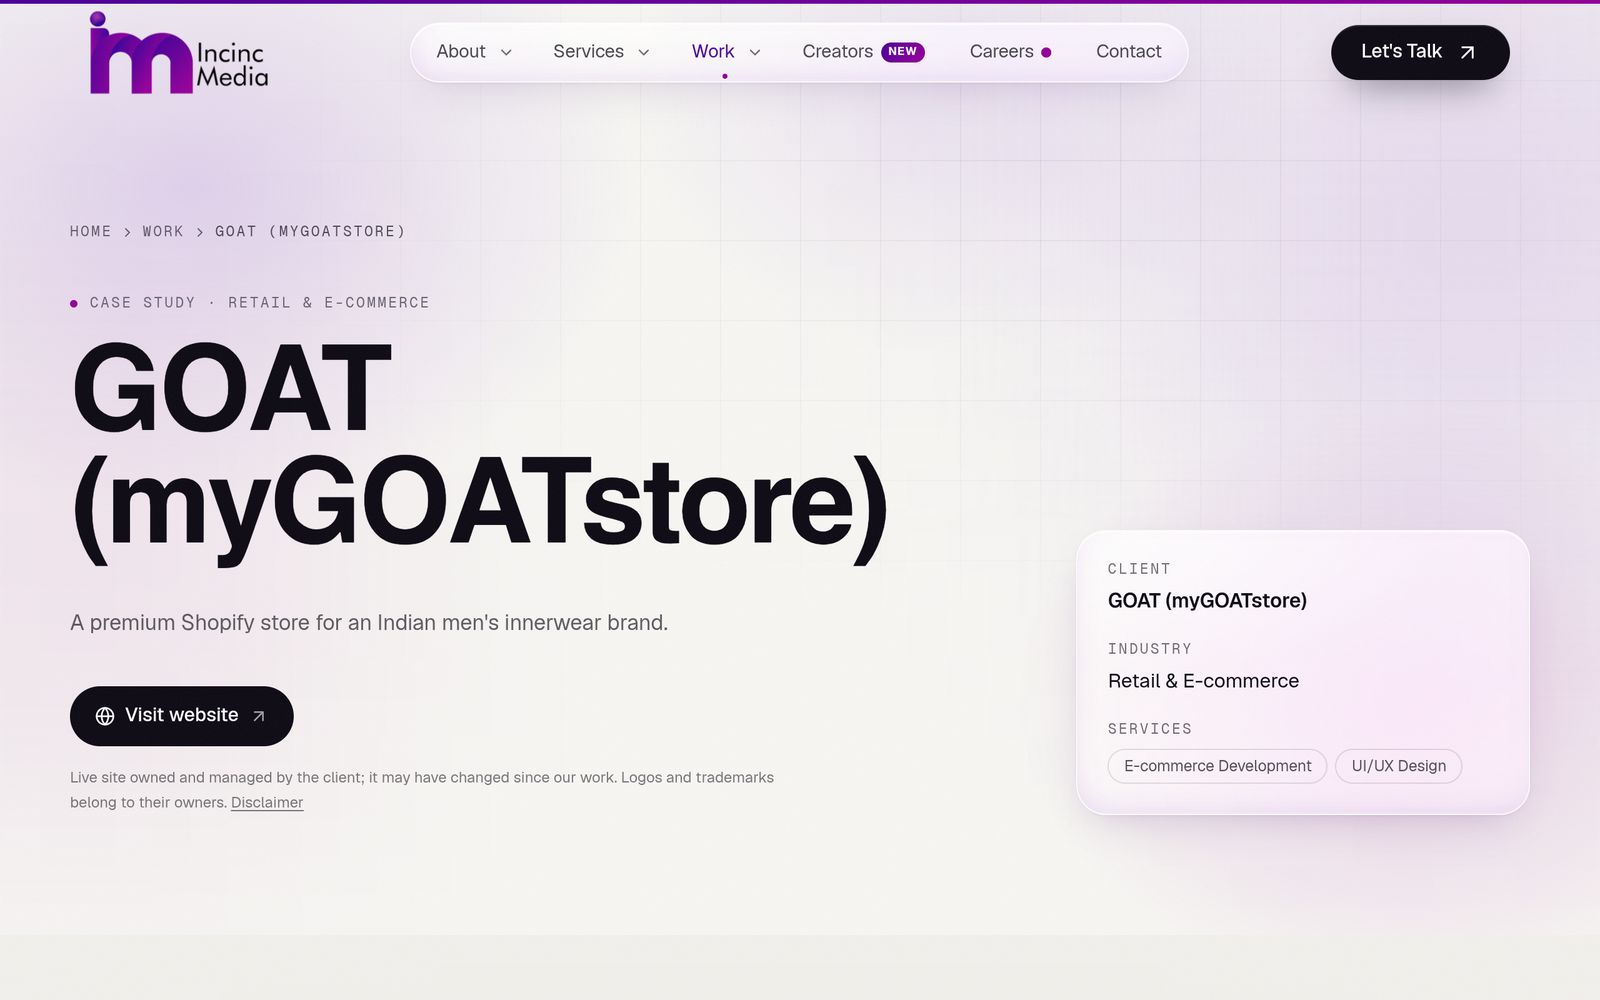 Incinc
Media
About
Services
Work
Creators NEW
Careers
Contact
Let's Talk
HOME > WORK > GOAT (MYGOATSTORE)
CASE STUDY · RETAIL & E-COMMERCE
GOAT
(myGOATstore)
A premium Shopify store for an Indian men's innerwear brand.
Visit website
Live site owned and managed by the client; it may have changed since our work. Logos and trademarks
belong to their owners. Disclaimer
CLIENT
GOAT (myGOATstore)
INDUSTRY
Retail & E-commerce
SERVICES
E-commerce Development
UI/UX Design